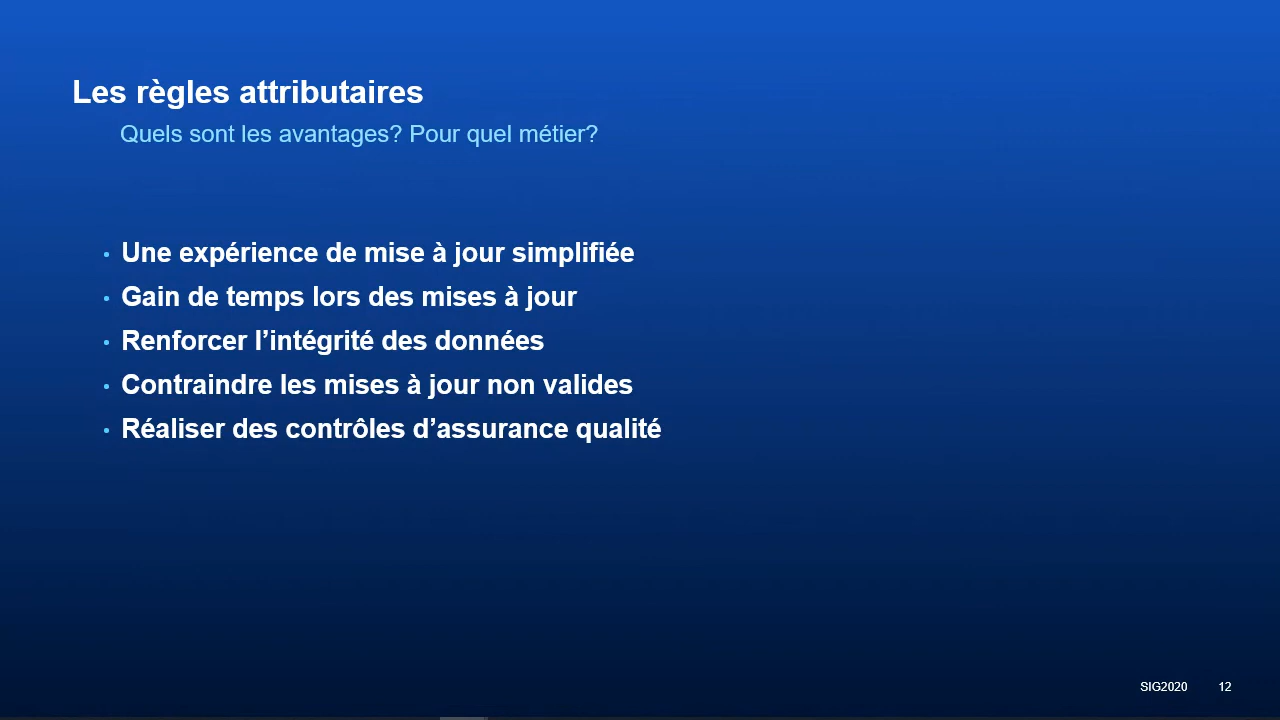 Les règles attributaires
Quels sont les avantages? Pour quel métier?
• Une expérience de mise à jour simplifiée
• Gain de temps lors des mises à jour
• Renforcer l’intégrité des données
• Contraindre les mises à jour non valides
• Réaliser des contrôles d’assurance qualité
SIG2020 12